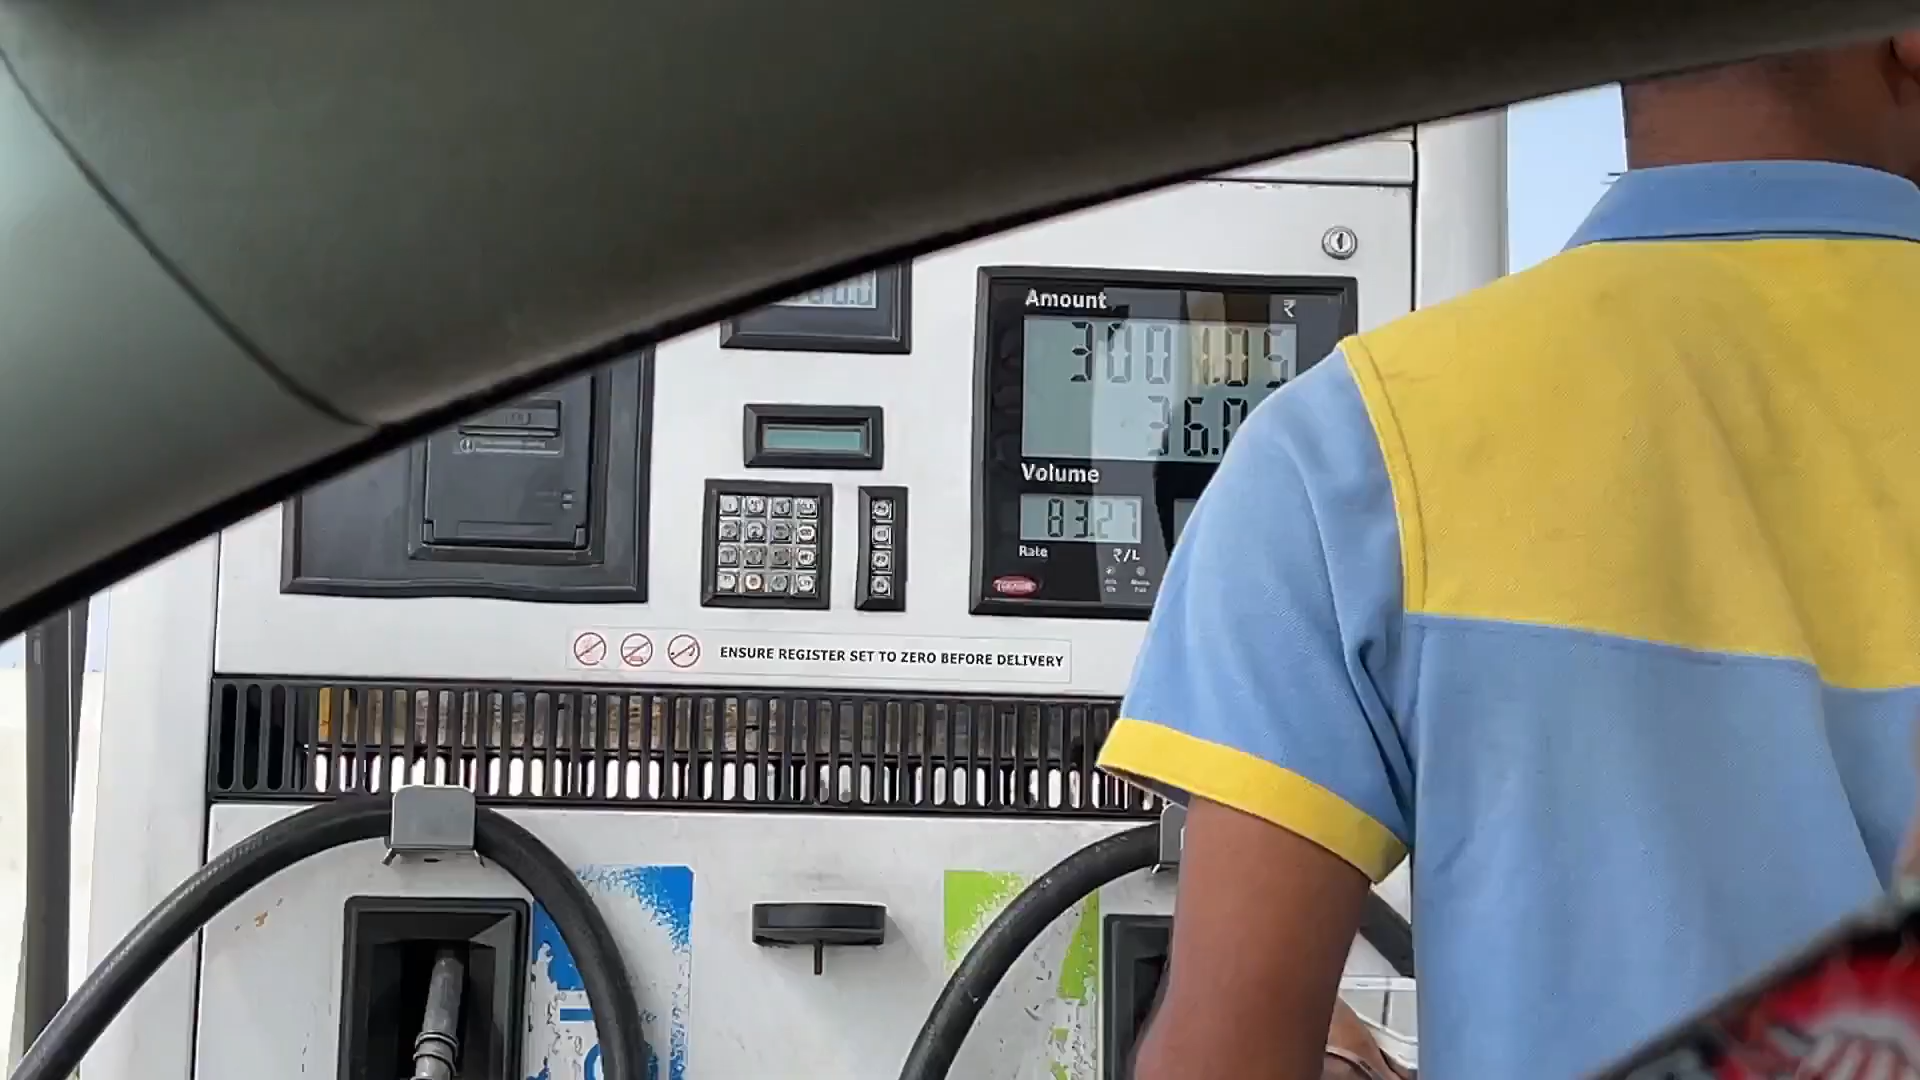 Amount ₹
3001.05
36.0
Volume
83.27
Rate ₹/L
ENSURE REGISTER SET TO ZERO BEFORE DELIVERY